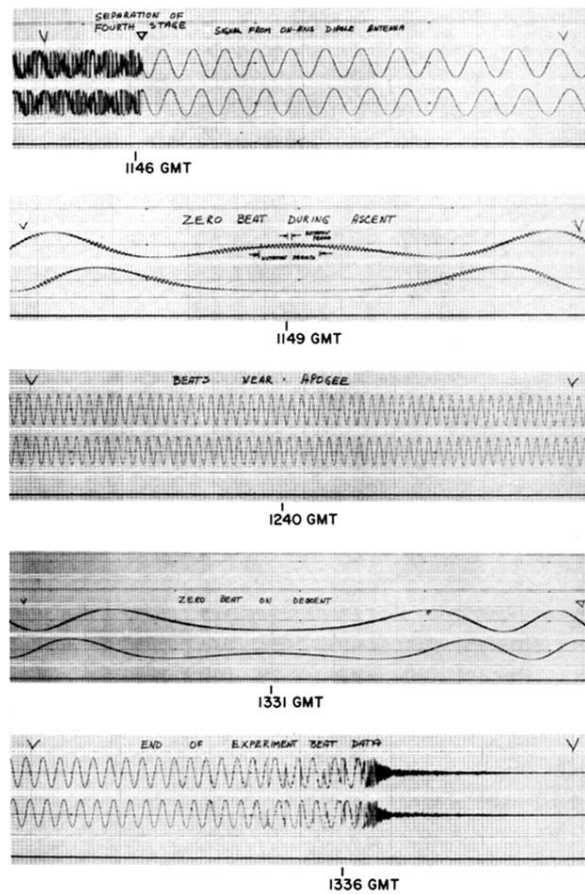 SEPARATION OF
FOURTH STAGE
SIGNAL FROM ON-AXIS DIPOLE ANTENNA
1146 GMT
ZERO BEAT DURING ASCENT
1149 GMT
BEATS NEAR APOGEE
1240 GMT
ZERO BEAT ON DESCENT
1331 GMT
END OF EXPERIMENT BEAT DATA
1336 GMT